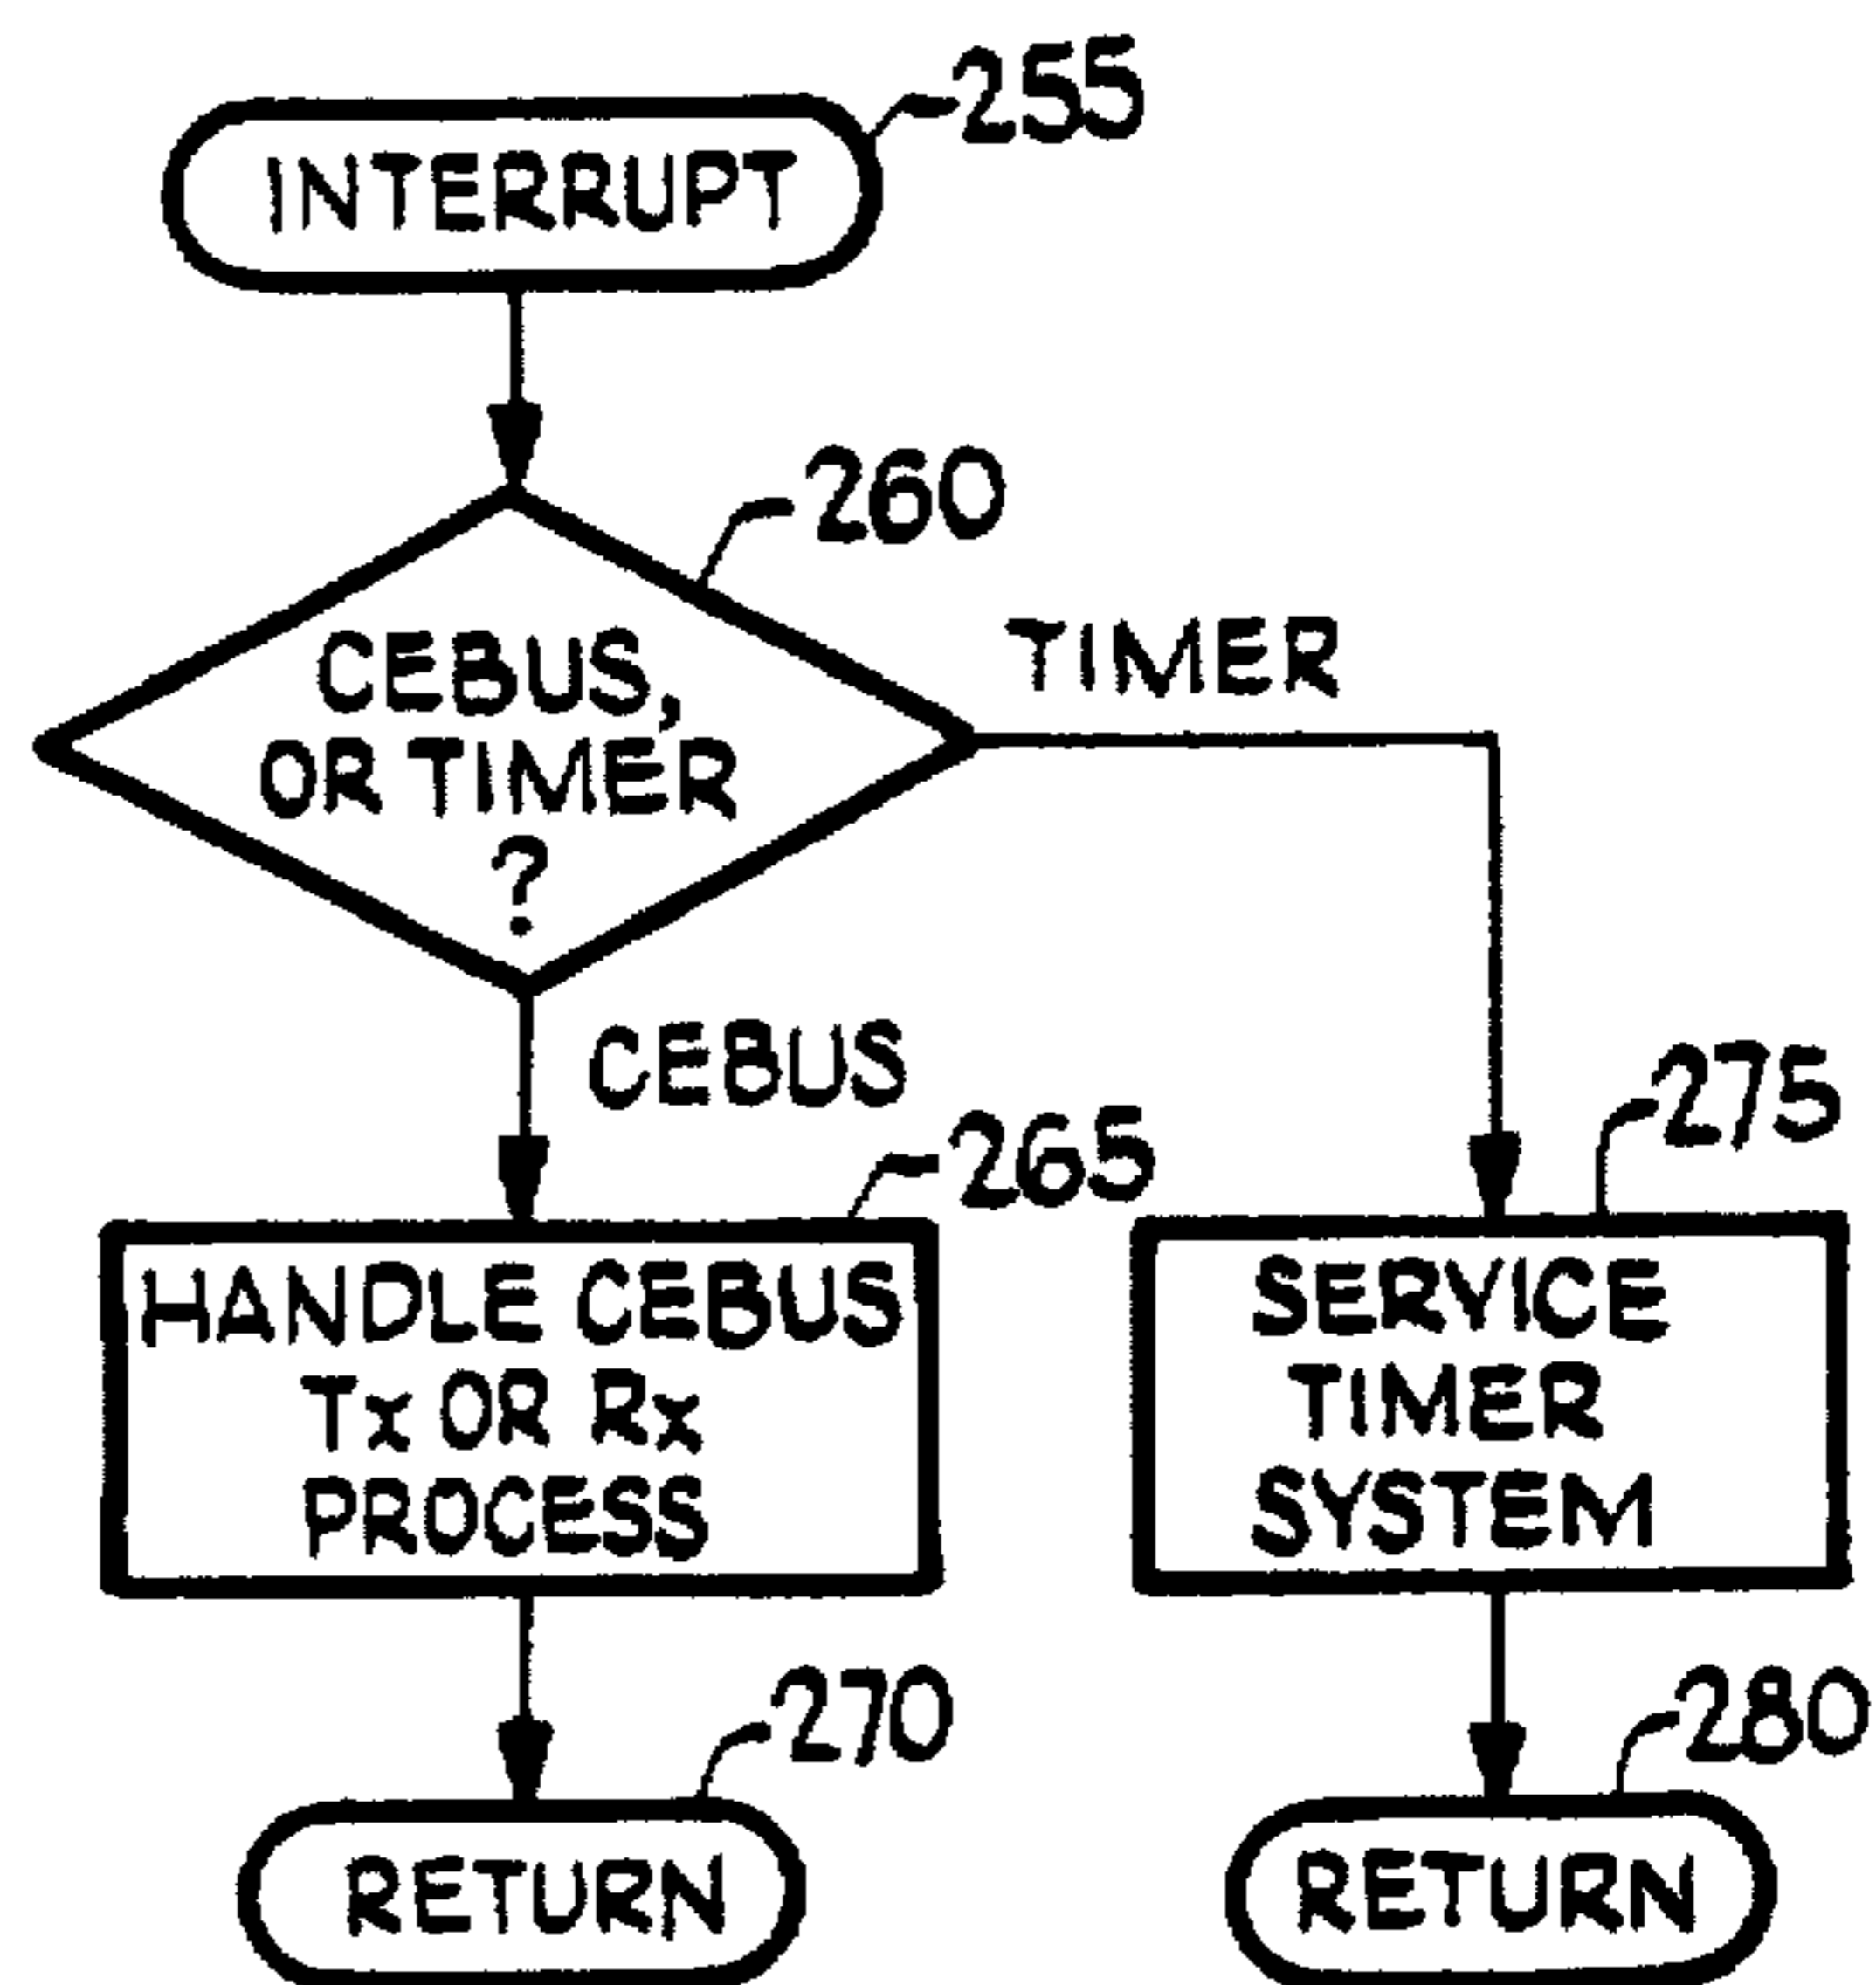 255
INTERRUPT
260
CEBUS,
OR TIMER
?
TIMER
CEBUS
265
HANDLE CEBUS
Tx OR Rx
PROCESS
275
SERVICE
TIMER
SYSTEM
270
RETURN
280
RETURN